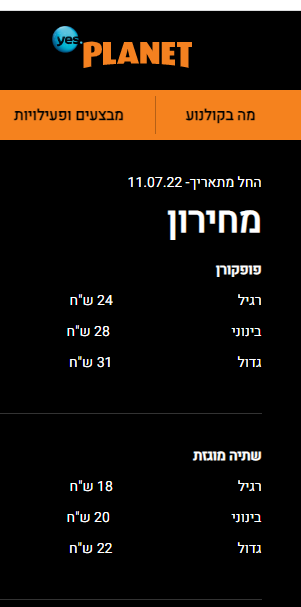 yes PLANET
מה בקולנוע
מבצעים ופעילויות
החל מתאריך- 11.07.22
מחירון
פופקורן
רגיל 24 ש"ח
בינוני 28 ש"ח
גדול 31 ש"ח
שתיה מוגזת
רגיל 18 ש"ח
בינוני 20 ש"ח
גדול 22 ש"ח